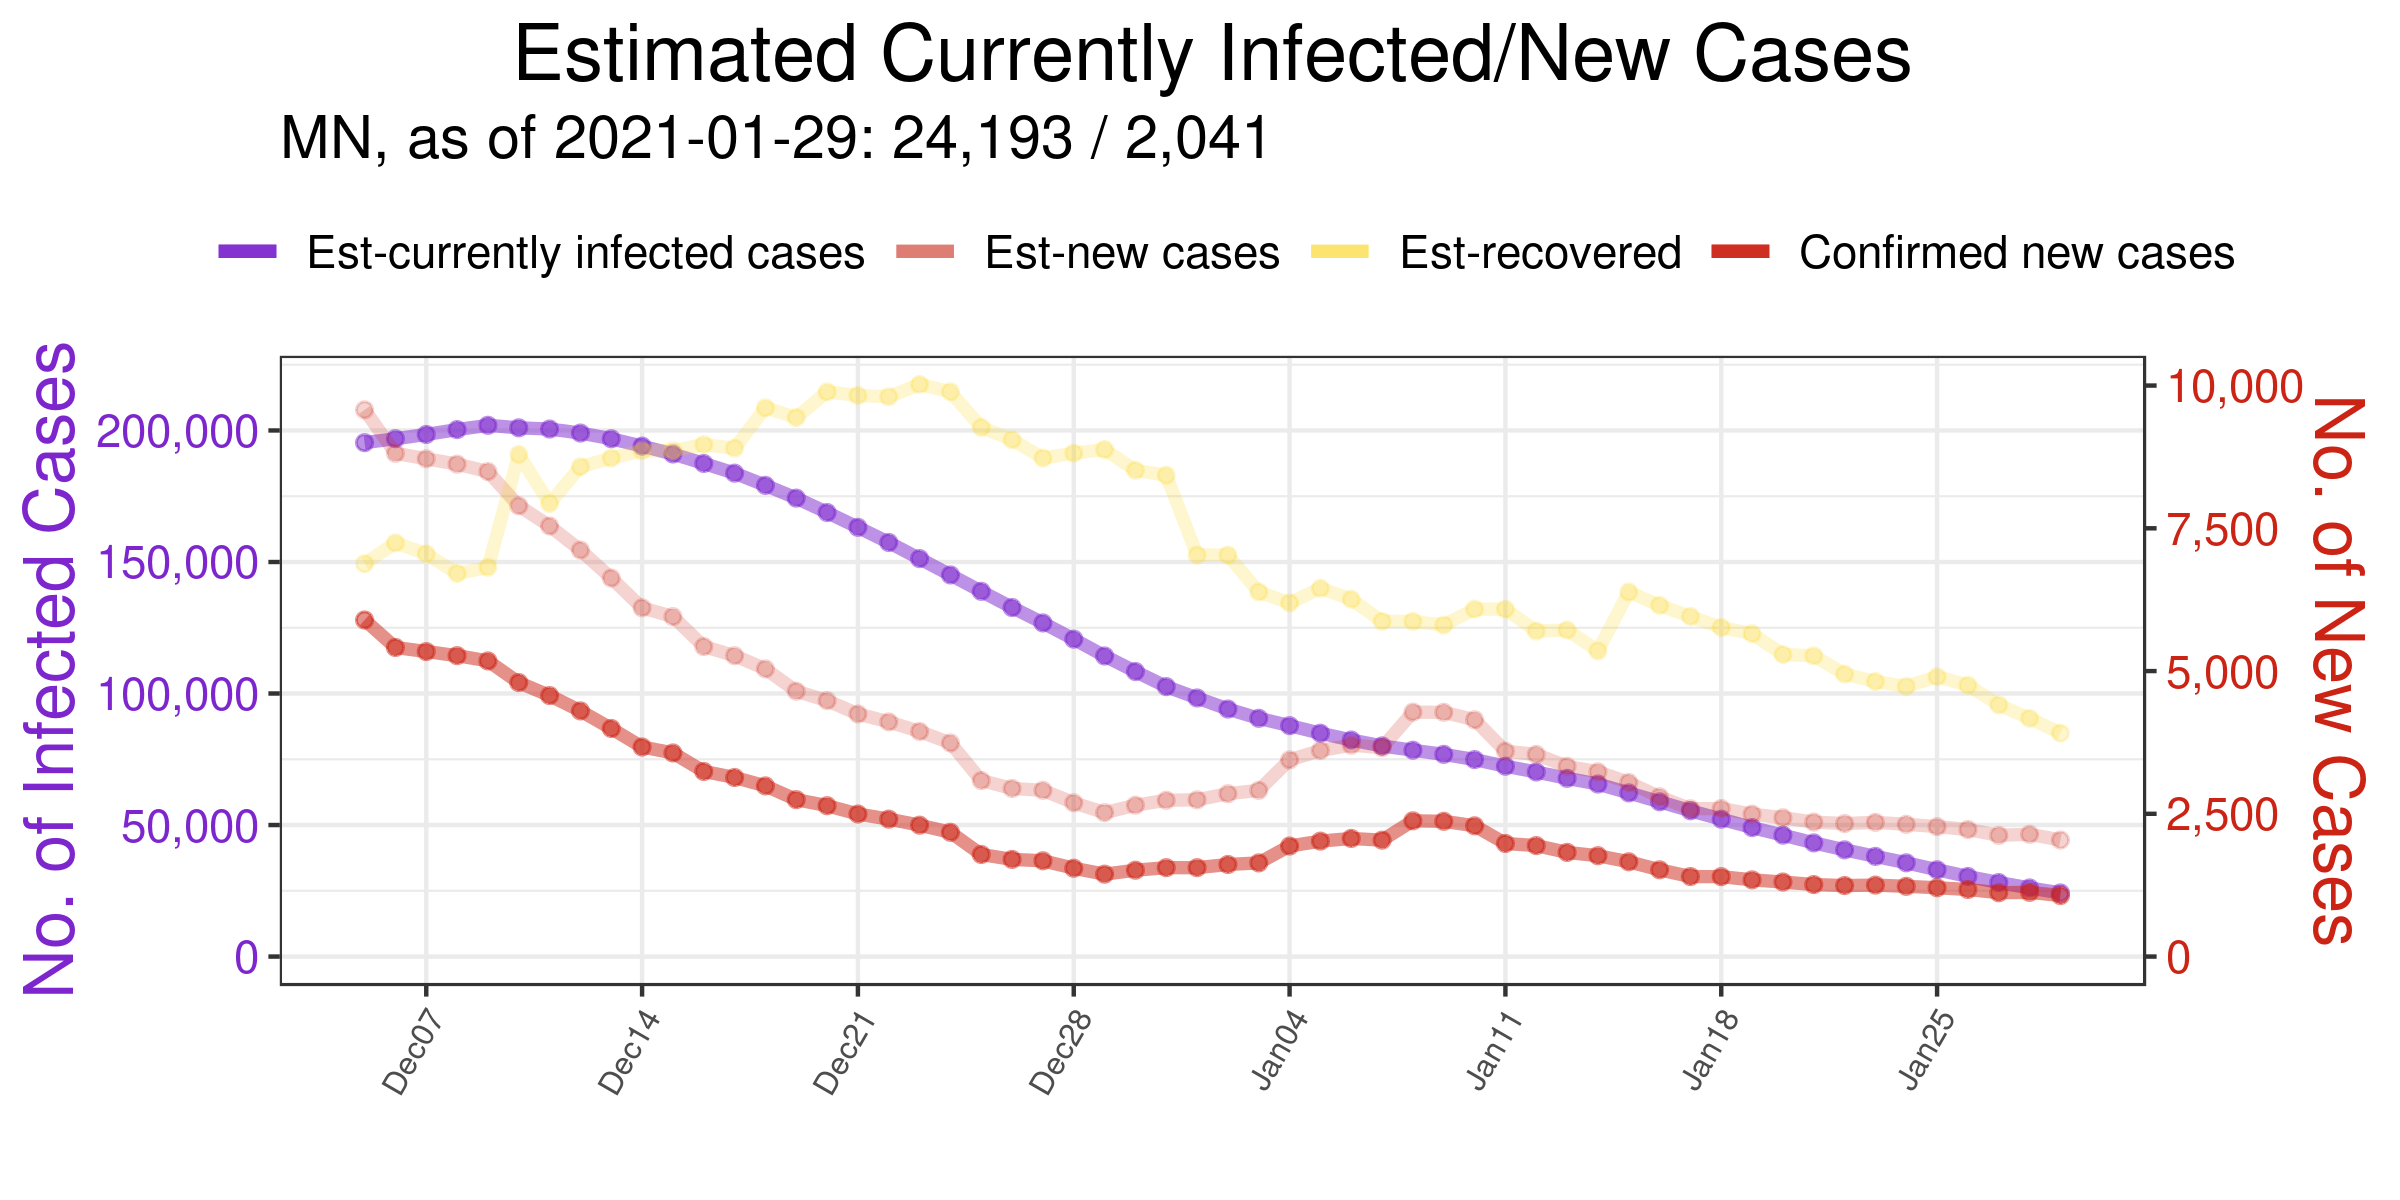 Estimated Currently Infected/New Cases
MN, as of 2021-01-29: 24,193 / 2,041
Est-currently infected cases Est-new cases Est-recovered Confirmed new cases
No. of Infected Cases
200,000
150,000
100,000
50,000
0
10,000
7,500
5,000
2,500
0
No. of New Cases
Dec07 Dec14 Dec21 Dec28 Jan04 Jan11 Jan18 Jan25